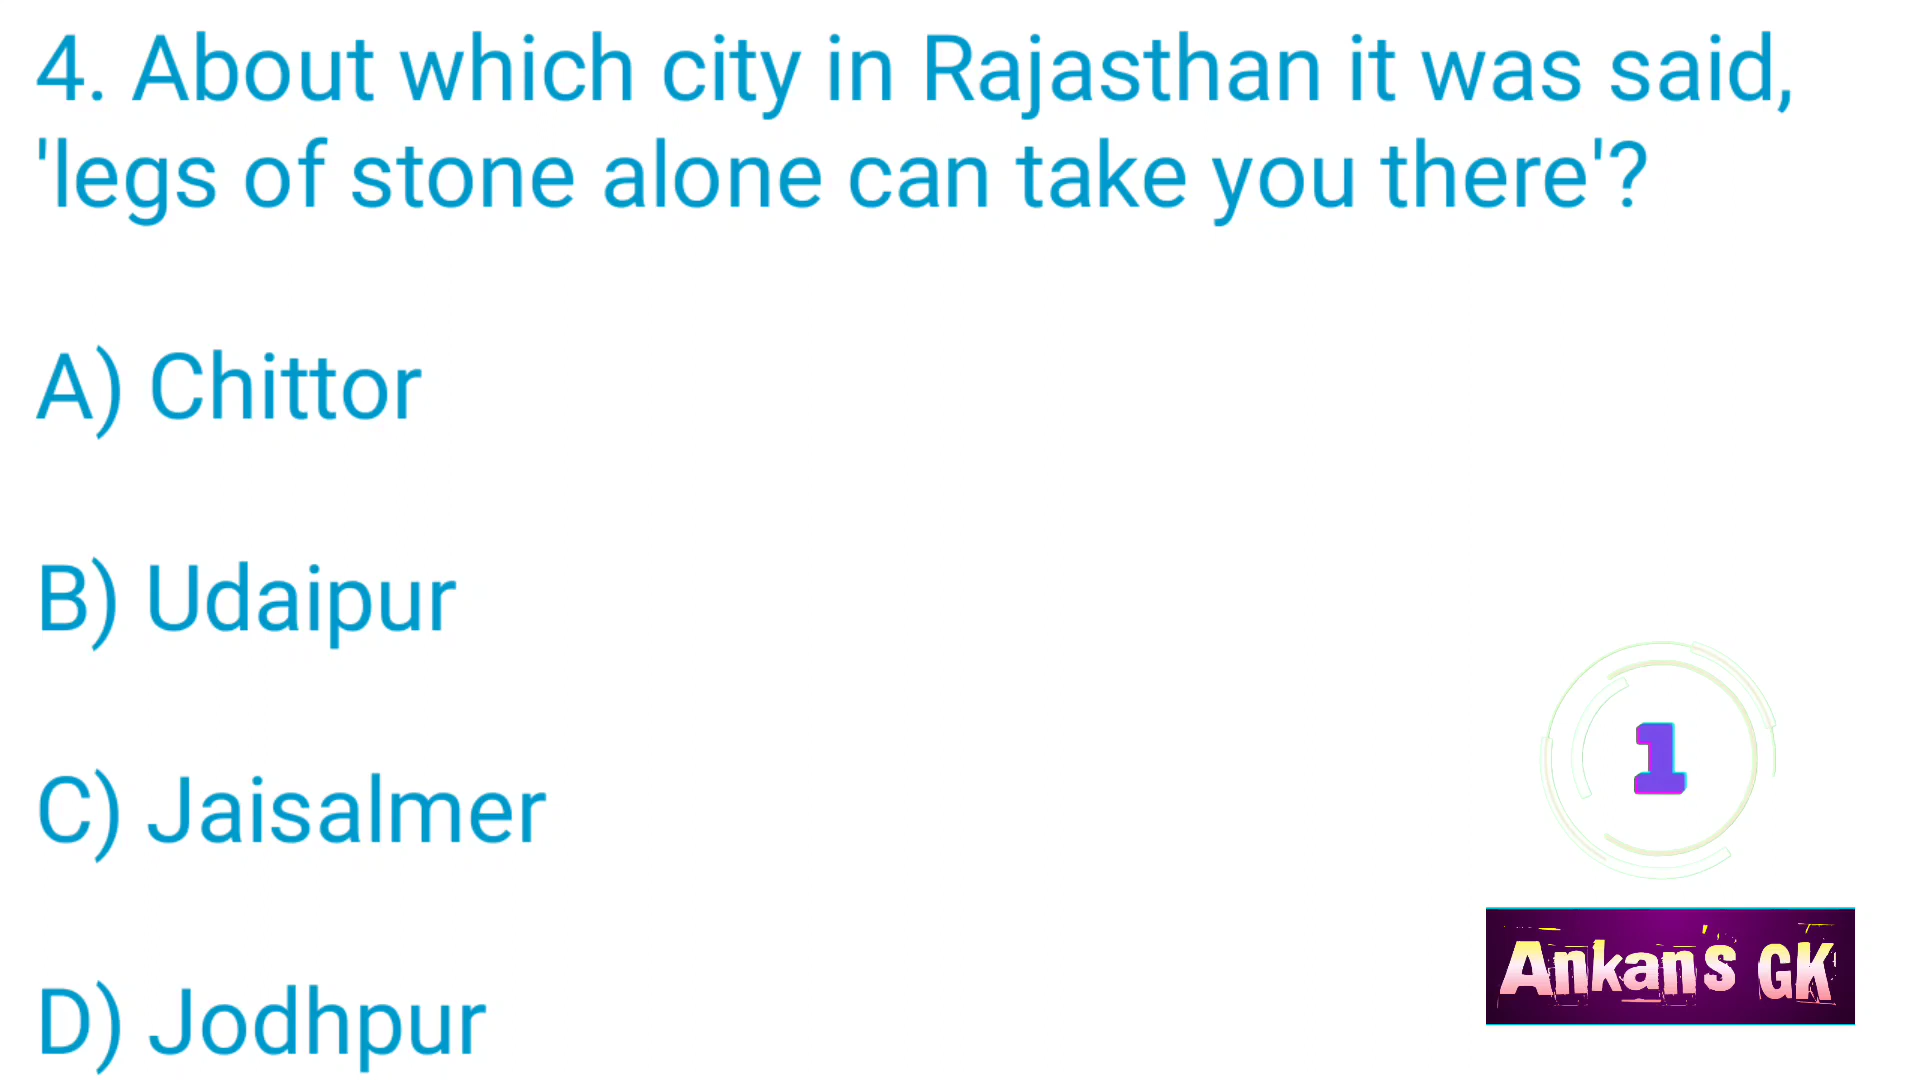 4. About which city in Rajasthan it was said,
'legs of stone alone can take you there'?
A) Chittor
B) Udaipur
C) Jaisalmer
D) Jodhpur
1
Ankan's GK